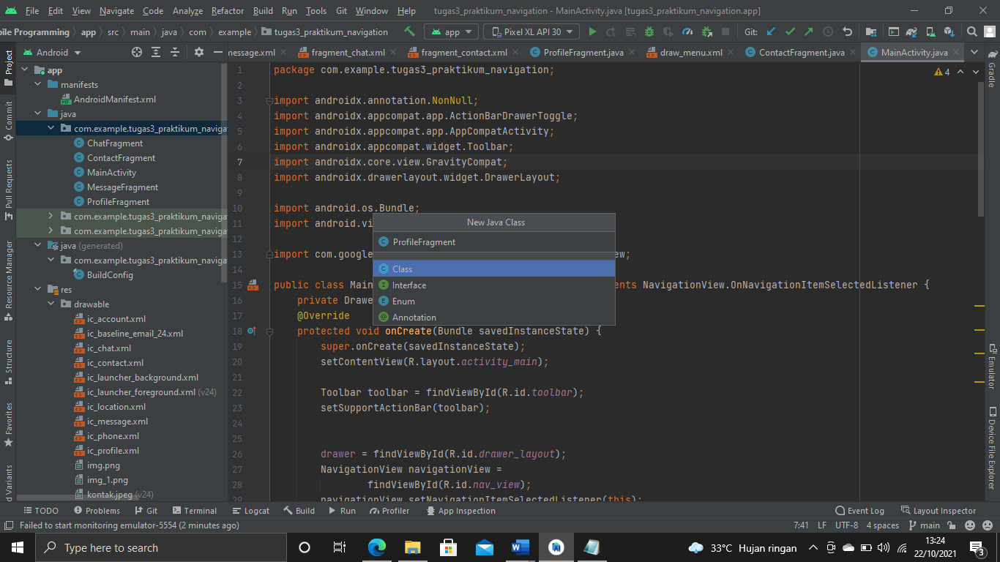 File Edit View Navigate Code Analyze Refactor Build Run Tools Git Window Help tugas3_praktikum_navigation - MainActivity.java [tugas3_praktikum_navigation.app]
bile Programming app src main java com example tugas3_praktikum_navigation app Pixel XL API 30 Git:
Android message.xml fragment_chat.xml fragment_contact.xml ProfileFragment.java draw_menu.xml ContactFragment.java MainActivity.java
Project
Commit
Pull Requests
Resource Manager
Structure
Favorites
d Variants
app
manifests
AndroidManifest.xml
java
com.example.tugas3_praktikum_naviga
ChatFragment
ContactFragment
MainActivity
MessageFragment
ProfileFragment
com.example.tugas3_praktikum_naviga
com.example.tugas3_praktikum_naviga
java (generated)
com.example.tugas3_praktikum_naviga
BuildConfig
res
drawable
ic_account.xml
ic_baseline_email_24.xml
ic_chat.xml
ic_contact.xml
ic_launcher_background.xml
ic_launcher_foreground.xml (v24)
ic_location.xml
ic_message.xml
ic_phone.xml
ic_profile.xml
img.png
img_1.png
kontak.jpeg (v24)
1 package com.example.tugas3_praktikum_navigation;
2
3 import androidx.annotation.NonNull;
4 import androidx.appcompat.app.ActionBarDrawerToggle;
5 import androidx.appcompat.app.AppCompatActivity;
6 import androidx.appcompat.widget.Toolbar;
7 import androidx.core.view.GravityCompat;
8 import androidx.drawerlayout.widget.DrawerLayout;
9
10 import android.os.Bundle;
11 import android.vi
12
13 import com.google ew;
14
15 public class Main ents NavigationView.OnNavigationItemSelectedListener {
16 private Drawe
17 @Override
18 protected void onCreate(Bundle savedInstanceState) {
19 super.onCreate(savedInstanceState);
20 setContentView(R.layout.activity_main);
21
22 Toolbar toolbar = findViewById(R.id.toolbar);
23 setSupportActionBar(toolbar);
24
25
26 drawer = findViewById(R.id.drawer_layout);
27 NavigationView navigationView =
28 findViewById(R.id.nav_view);
29 navigationView.setNavigationItemSelectedListener(this);
4
New Java Class
ProfileFragment
Class
Interface
Enum
Annotation
Gradle
Emulator
Device File Explorer
TODO Problems Git Terminal Logcat Build Run Profiler App Inspection Event Log Layout Inspector
Failed to start monitoring emulator-5554 (2 minutes ago) 7:41 LF UTF-8 4 spaces main
Type here to search 33°C Hujan ringan 13:24
22/10/2021 3